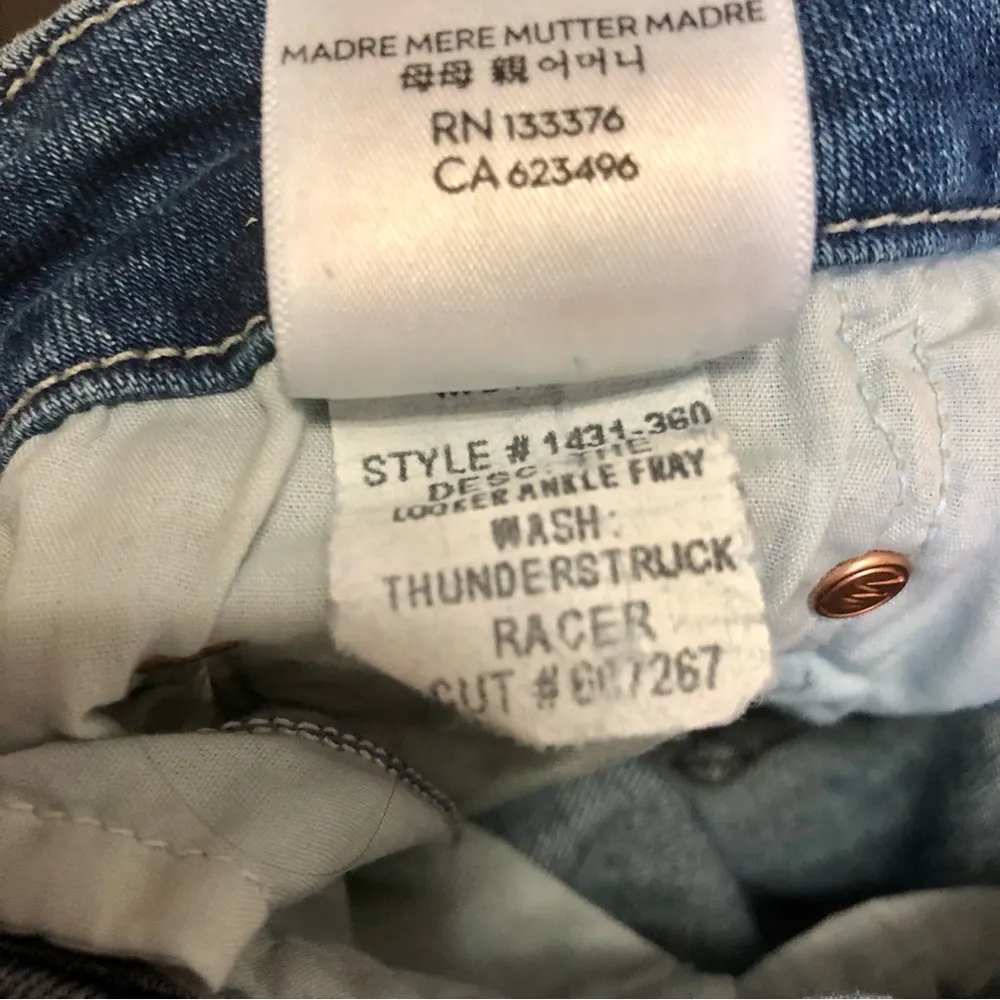 MADRE MERE MUTTER MADRE
母母 親 어머니
RN 133376
CA 623496
STYLE # 1431-360
DESC: THE
LOOKER ANKLE FRAY
WASH:
THUNDERSTRUCK
RACER
CUT #